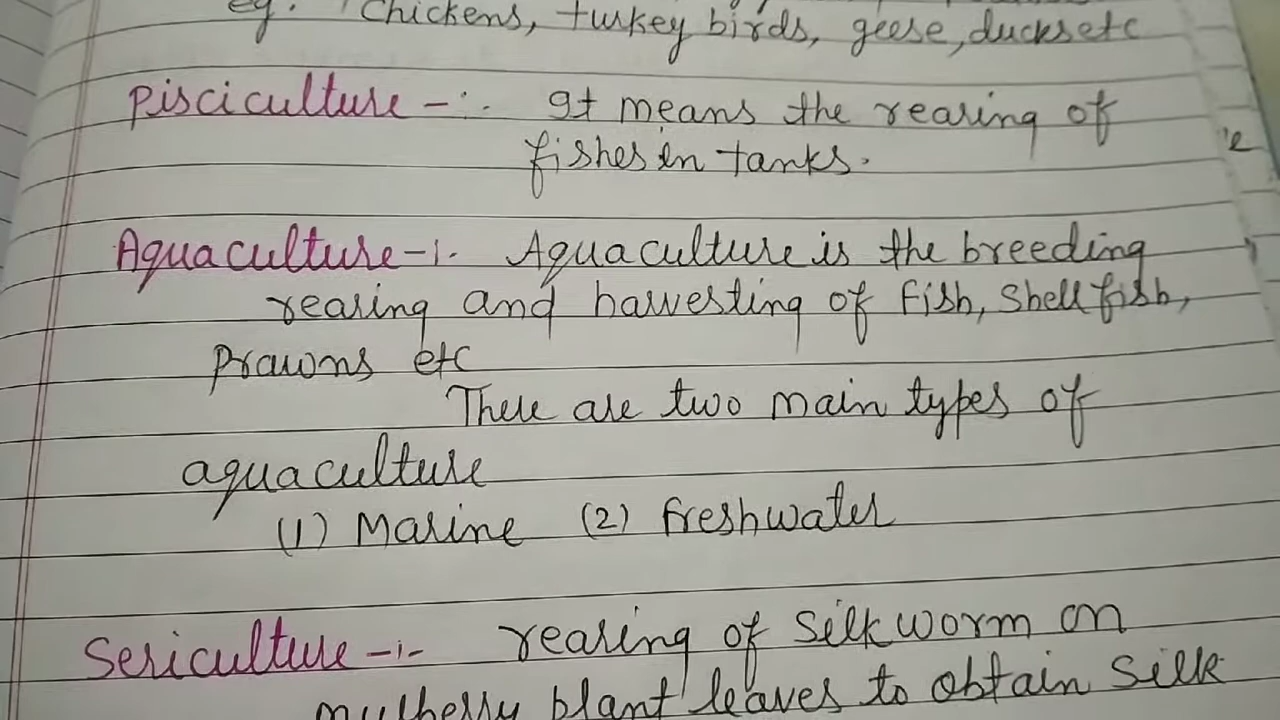 eg. Chickens, turkey birds, geese, ducks etc
Pisciculture -:- It means the rearing of
fishes in tanks.
Aquaculture -:- Aquaculture is the breeding
rearing and harvesting of Fish, Shell fish,
Prawns etc
There are two main types of
aquaculture
(1) Marine (2) freshwater
Sericulture -:- rearing of Silk worm on
mulberry plant leaves to obtain Silk